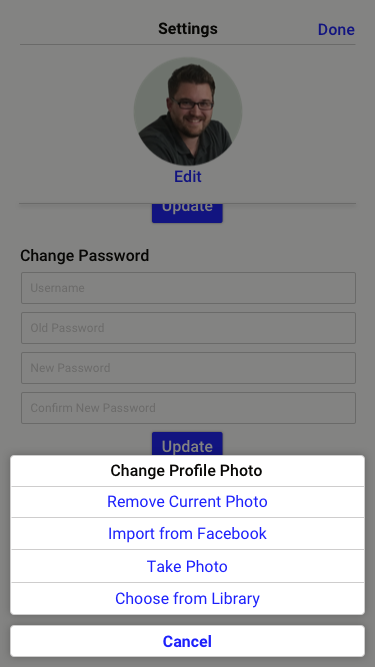 Settings
Done
Edit
Update
Change Password
Username
Old Password
New Password
Confirm New Password
Update
Change Profile Photo
Remove Current Photo
Import from Facebook
Take Photo
Choose from Library
Cancel